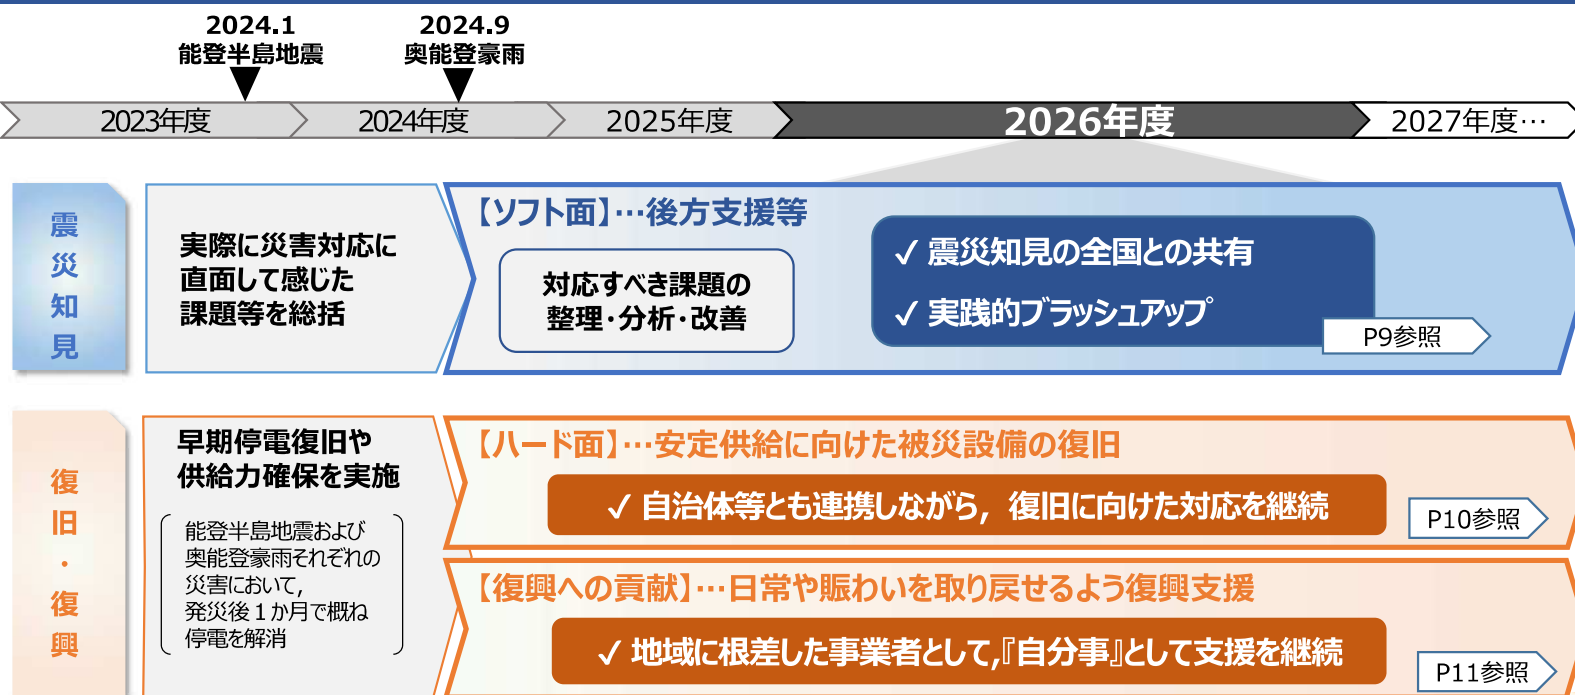 2024.1
能登半島地震
2024.9
奥能登豪雨
2023年度
2024年度
2025年度
2026年度
2027年度…
震災知見
実際に災害対応に
直面して感じた
課題等を総括
【ソフト面】…後方支援等
対応すべき課題の
整理・分析・改善
✓ 震災知見の全国との共有
✓ 実践的ブラッシュアップ
P9参照
復旧・復興
早期停電復旧や
供給力確保を実施
能登半島地震および
奥能登豪雨それぞれの
災害において，
発災後１か月で概ね
停電を解消
【ハード面】…安定供給に向けた被災設備の復旧
✓ 自治体等とも連携しながら，復旧に向けた対応を継続
P10参照
【復興への貢献】…日常や賑わいを取り戻せるよう復興支援
✓ 地域に根差した事業者として，『自分事』として支援を継続
P11参照